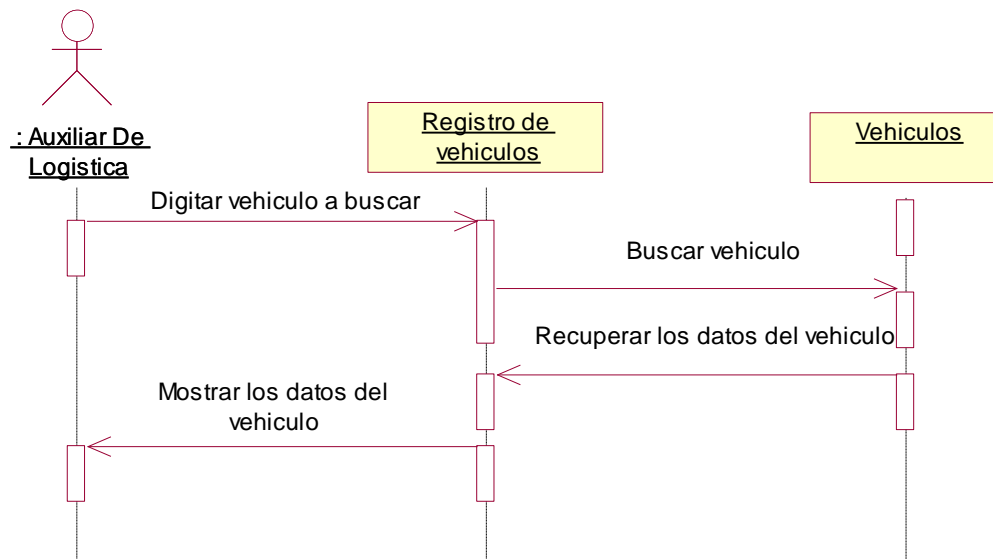 : Auxiliar De
Logistica
Registro de
vehiculos
Vehiculos
Digitar vehiculo a buscar
Buscar vehiculo
Recuperar los datos del vehiculo
Mostrar los datos del
vehiculo